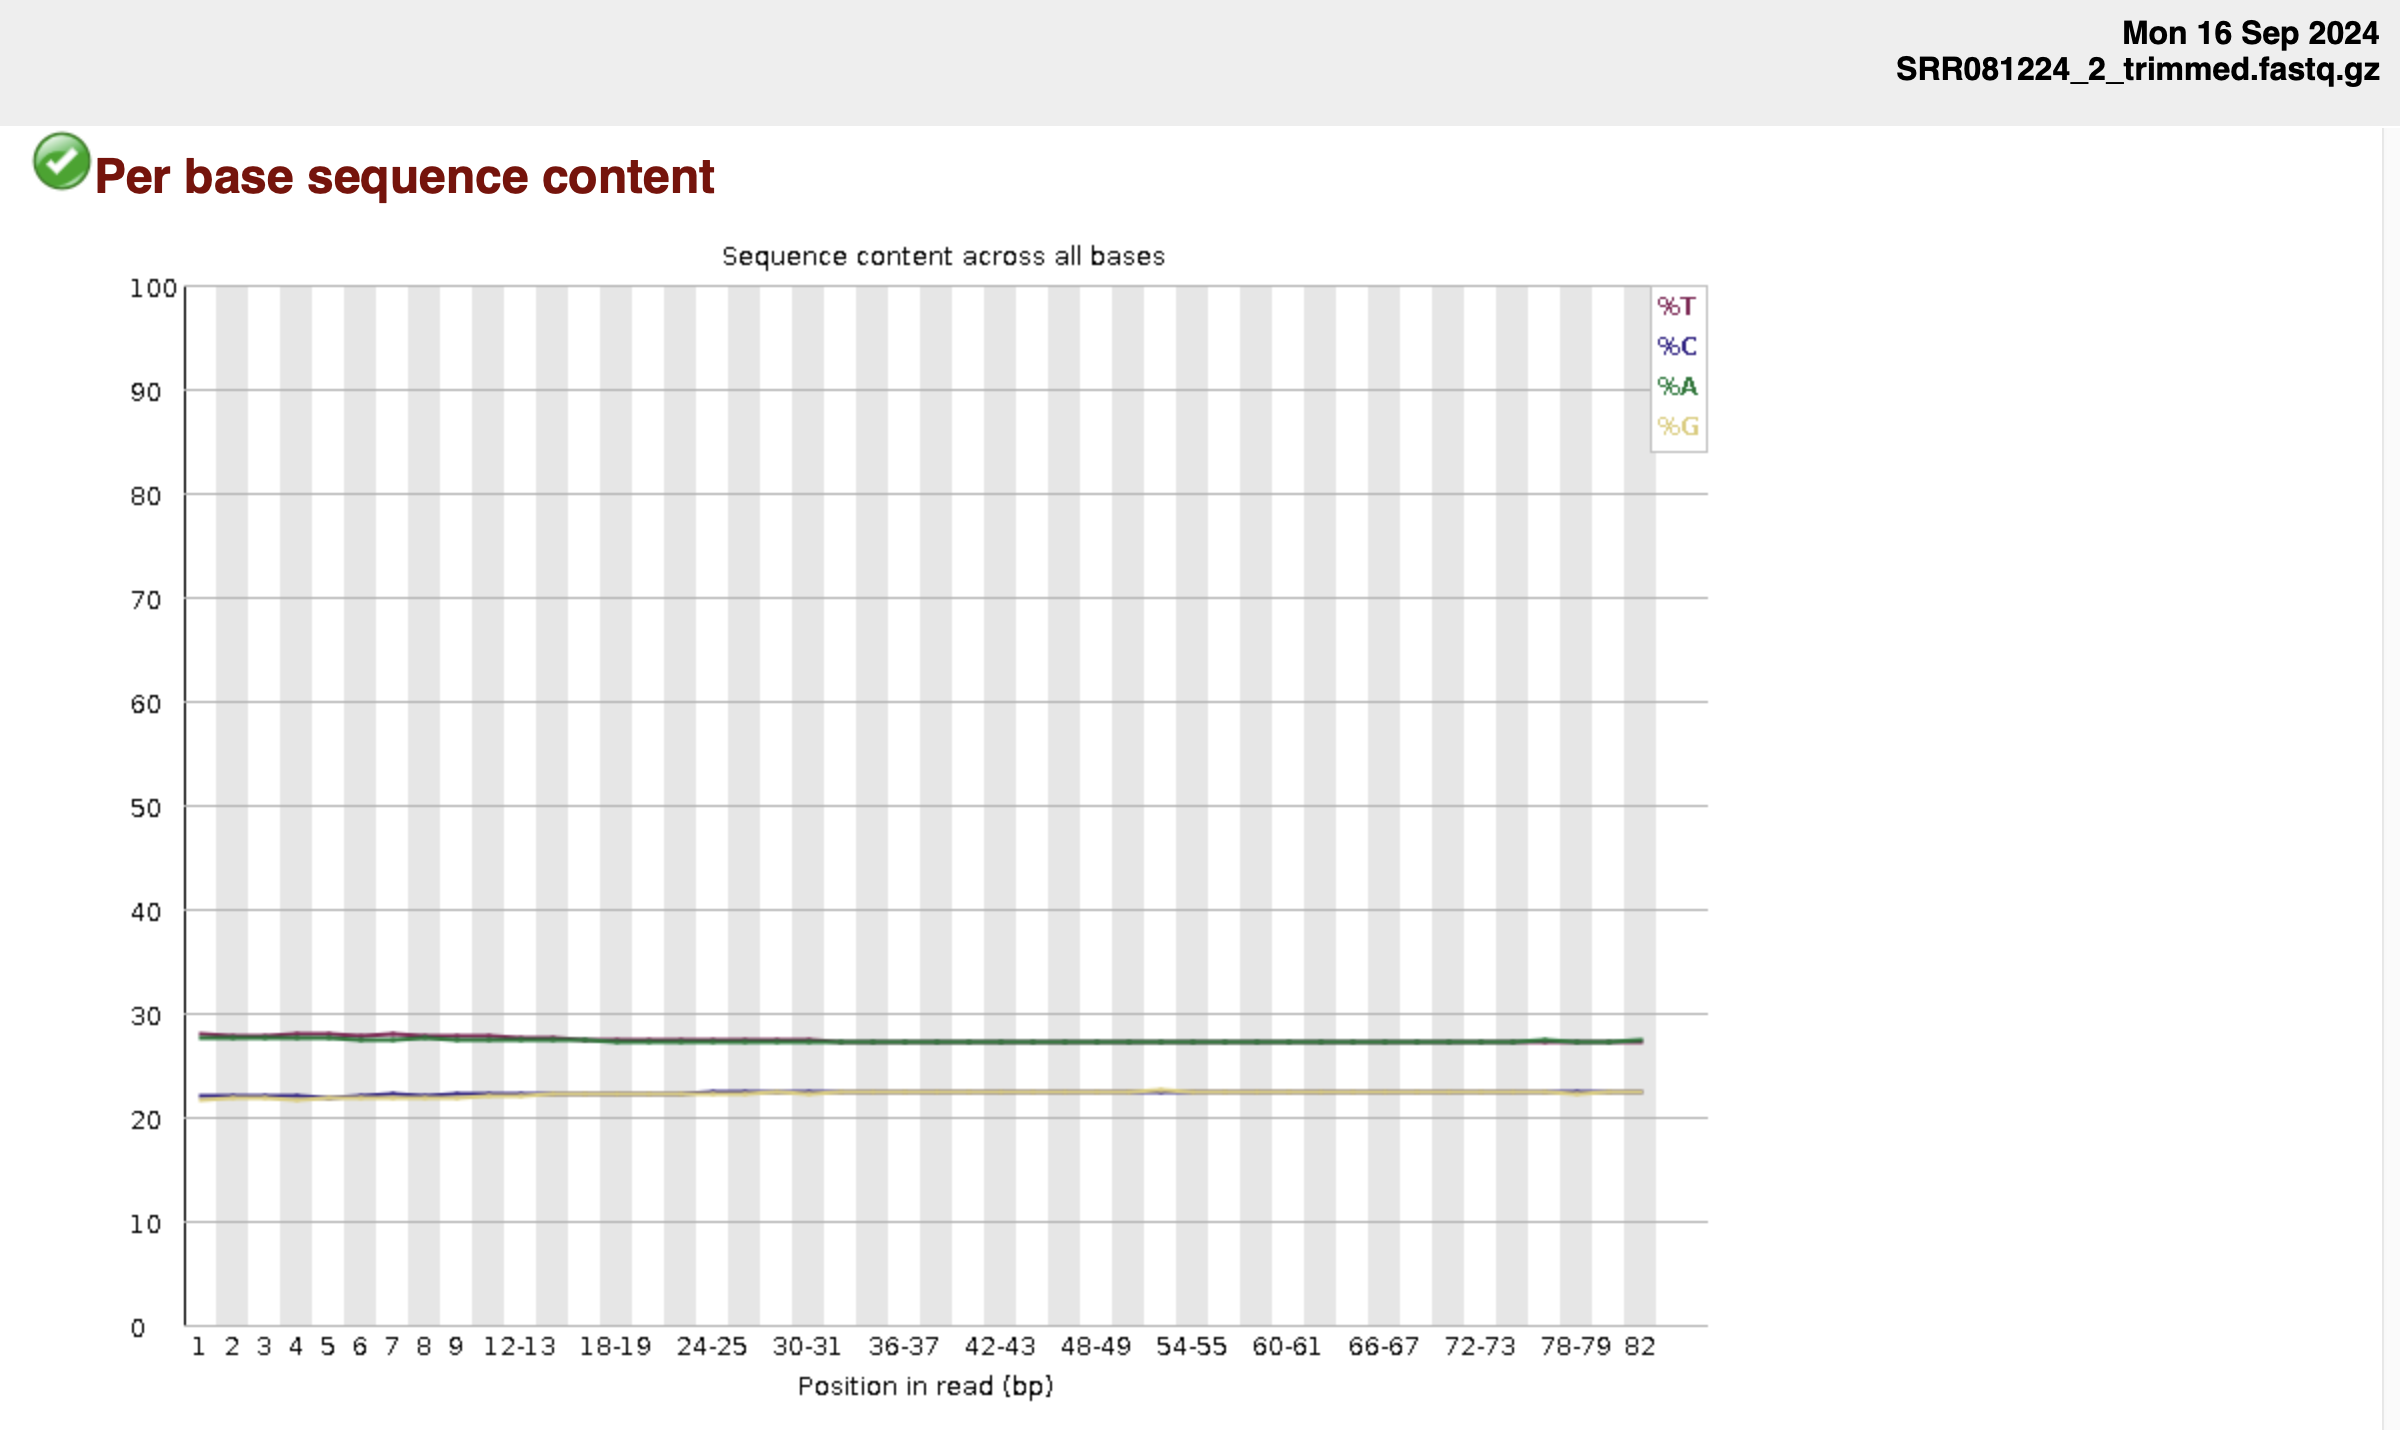 Mon 16 Sep 2024
SRR081224_2_trimmed.fastq.gz
Per base sequence content
Sequence content across all bases
100
90
80
70
60
50
40
30
20
10
0
%T
%C
%A
%G
1 2 3 4 5 6 7 8 9 12-13 18-19 24-25 30-31 36-37 42-43 48-49 54-55 60-61 66-67 72-73 78-79 82
Position in read (bp)